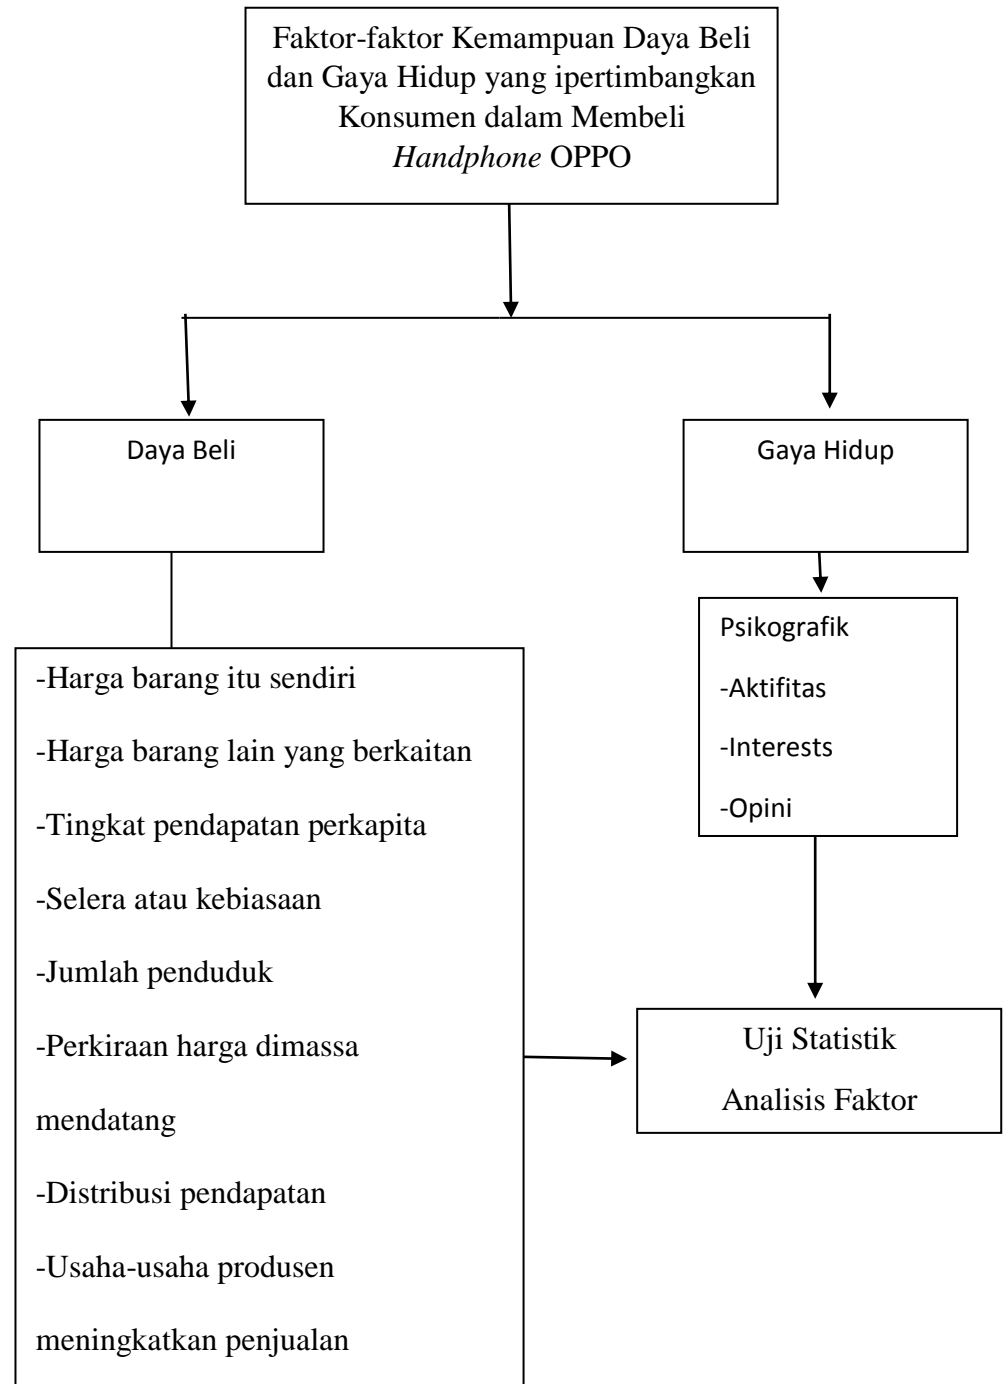 Faktor-faktor Kemampuan Daya Beli
dan Gaya Hidup yang ipertimbangkan
Konsumen dalam Membeli
Handphone OPPO
Daya Beli
Gaya Hidup
Psikografik
-Aktifitas
-Interests
-Opini
-Harga barang itu sendiri
-Harga barang lain yang berkaitan
-Tingkat pendapatan perkapita
-Selera atau kebiasaan
-Jumlah penduduk
-Perkiraan harga dimassa
mendatang
-Distribusi pendapatan
-Usaha-usaha produsen
meningkatkan penjualan
Uji Statistik
Analisis Faktor